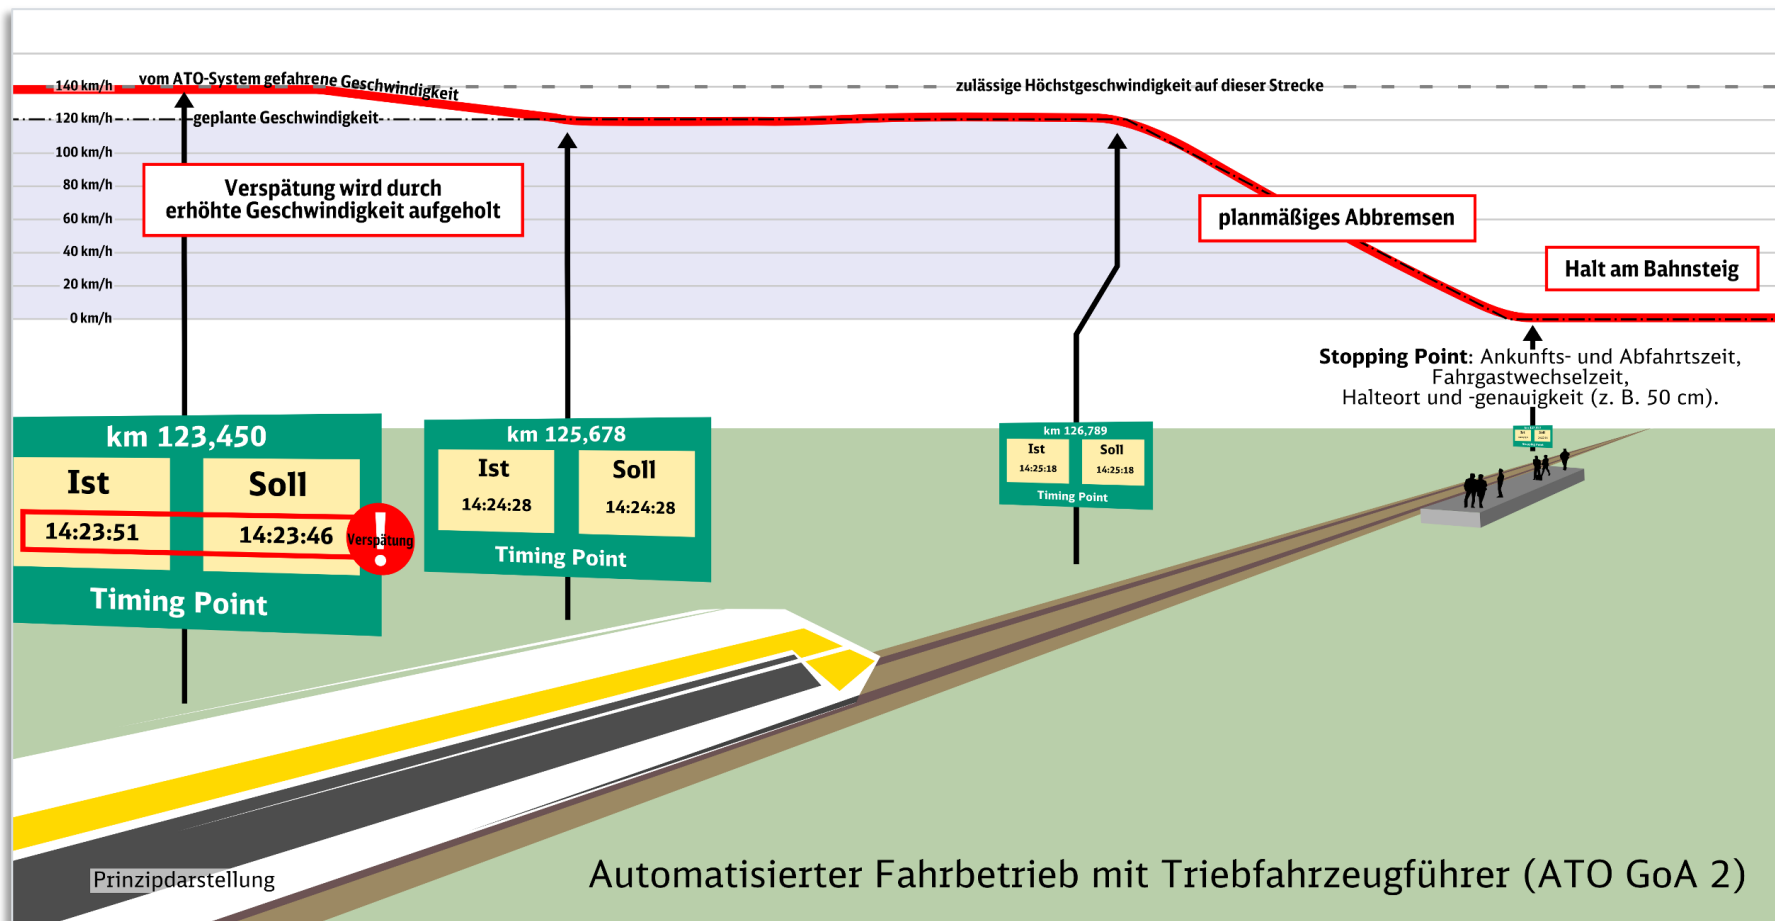 140 km/h
vom ATO-System gefahrene Geschwindigkeit
zulässige Höchstgeschwindigkeit auf dieser Strecke
120 km/h
geplante Geschwindigkeit
100 km/h
80 km/h
60 km/h
40 km/h
20 km/h
0 km/h
Verspätung wird durch
erhöhte Geschwindigkeit aufgeholt
planmäßiges Abbremsen
Halt am Bahnsteig
Stopping Point: Ankunfts- und Abfahrtszeit,
Fahrgastwechselzeit,
Halteort und -genauigkeit (z. B. 50 cm).
km 123,450
Ist
Soll
14:23:51
14:23:46
!
Verspätung
Timing Point
km 125,678
Ist
Soll
14:24:28
14:24:28
Timing Point
km 126,789
Ist
Soll
14:25:18
14:25:18
Timing Point
Ist
Soll
Prinzipdarstellung
Automatisierter Fahrbetrieb mit Triebfahrzeugführer (ATO GoA 2)